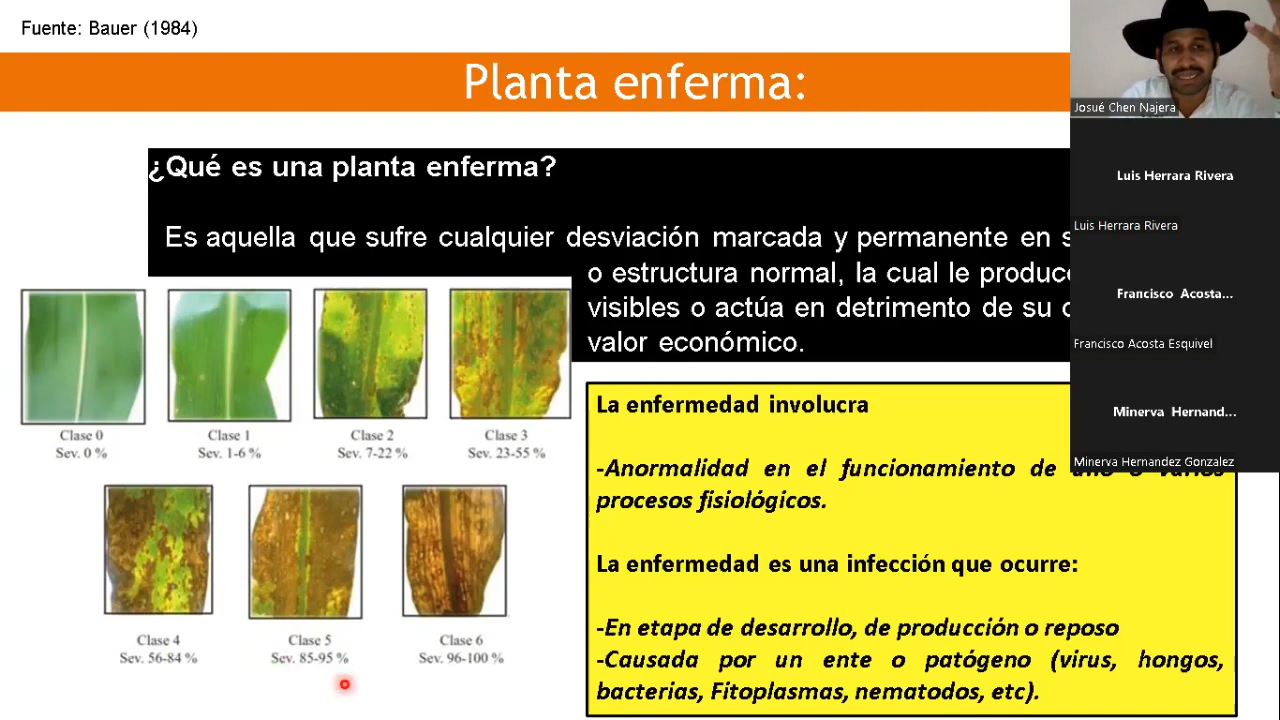 Fuente: Bauer (1984)
Planta enferma:
¿Qué es una planta enferma?
Es aquella que sufre cualquier desviación marcada y permanente en
o estructura normal, la cual le
visibles o actúa en detrimento de su
valor económico.
Clase 0
Sev. 0 %
Clase 1
Sev. 1-6 %
Clase 2
Sev. 7-22 %
Clase 3
Sev. 23-55 %
Clase 4
Sev. 56-84 %
Clase 5
Sev. 85-95 %
Clase 6
Sev. 96-100 %
La enfermedad involucra
-Anormalidad en el funcionamiento de
procesos fisiológicos.
La enfermedad es una infección que ocurre:
-En etapa de desarrollo, de producción o reposo
-Causada por un ente o patógeno (virus, hongos,
bacterias, Fitoplasmas, nematodos, etc).
Josué Chen Najera
Luis Herrara Rivera
Luis Herrara Rivera
Francisco Acosta...
Francisco Acosta Esquivel
Minerva Hernand...
Minerva Hernandez Gonzalez